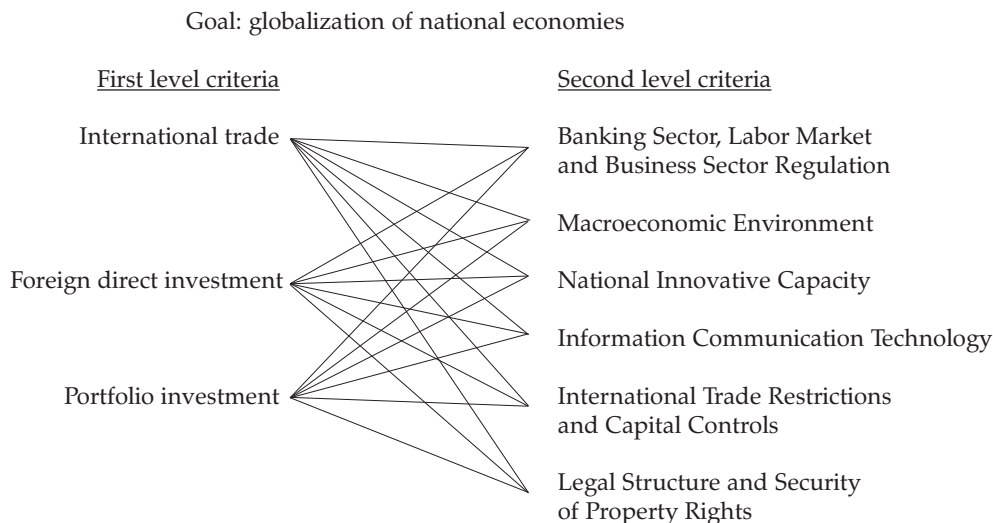 Goal: globalization of national economies
First level criteria
Second level criteria
International trade
Banking Sector, Labor Market
and Business Sector Regulation
Macroeconomic Environment
Foreign direct investment
National Innovative Capacity
Information Communication Technology
Portfolio investment
International Trade Restrictions
and Capital Controls
Legal Structure and Security
of Property Rights